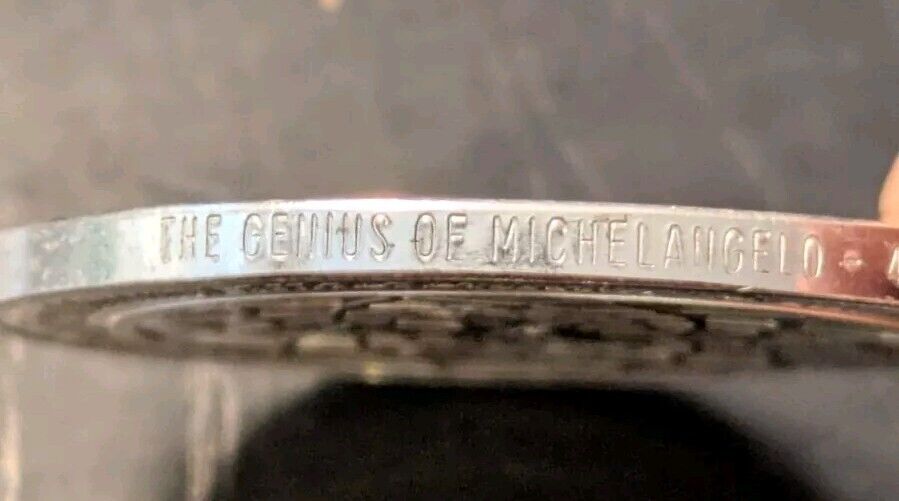 THE GENIUS OF MICHELANGELO